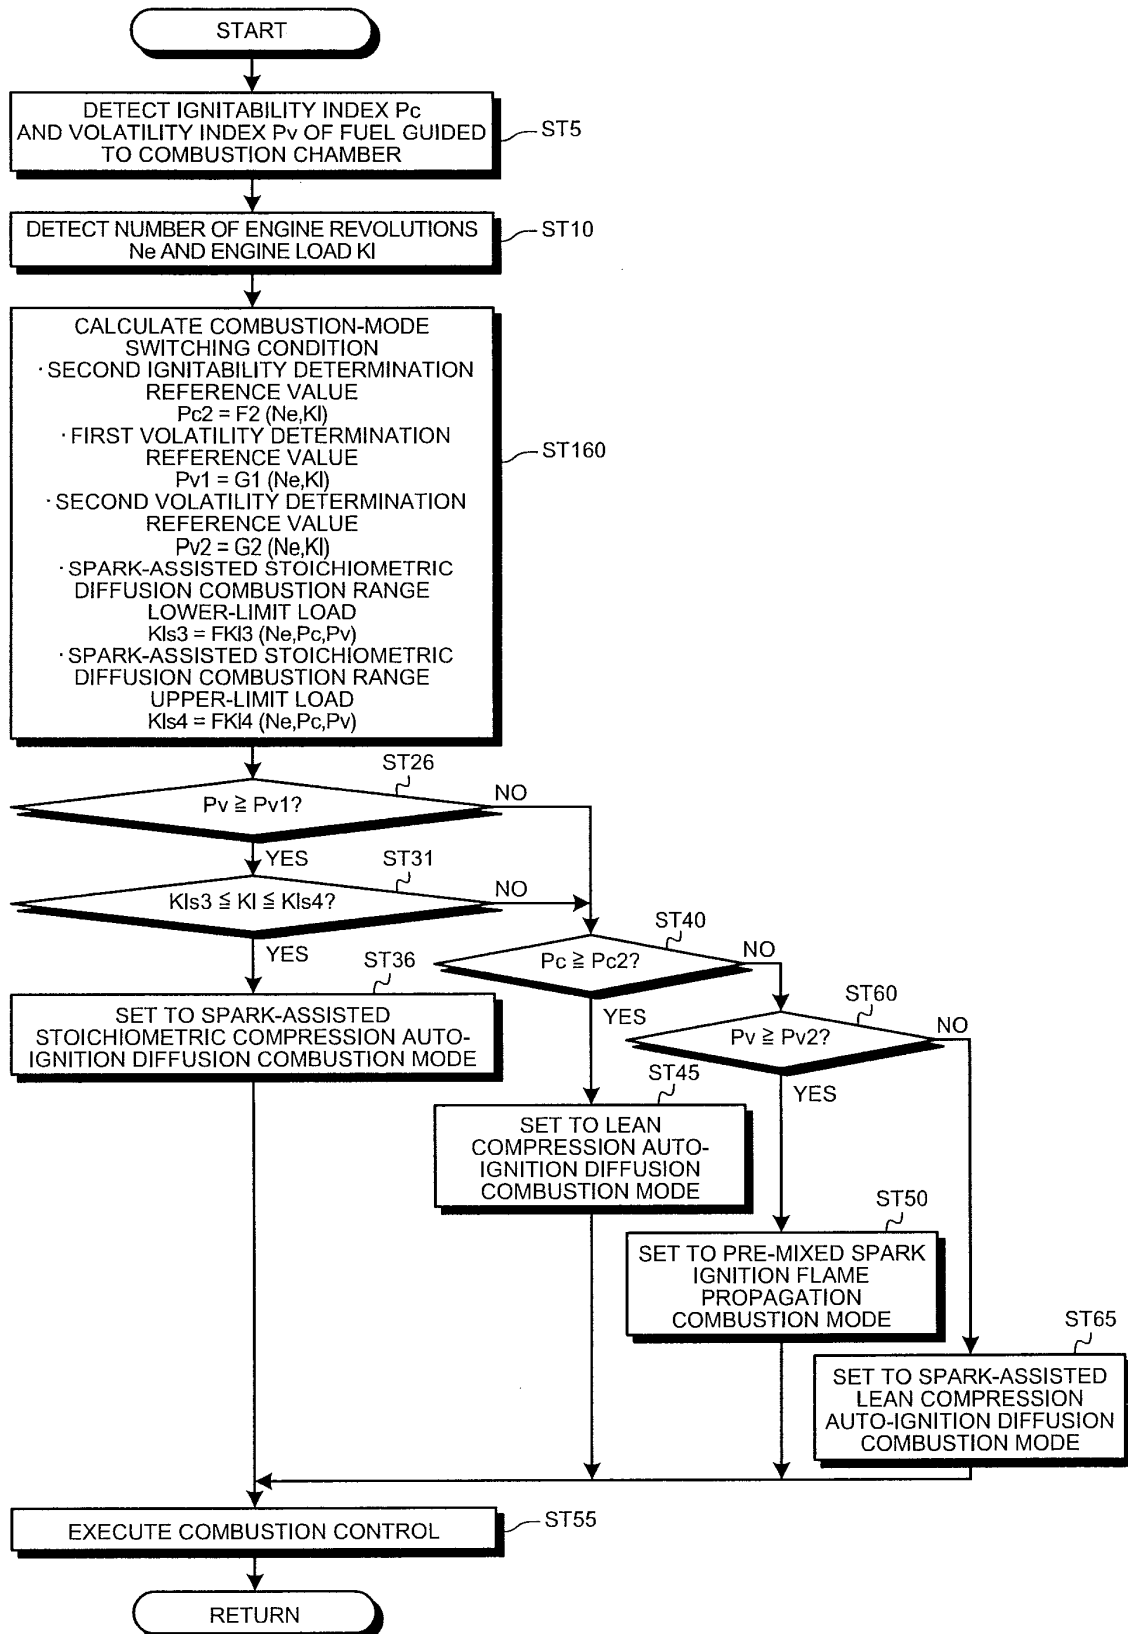 START
DETECT IGNITABILITY INDEX Pc
AND VOLATILITY INDEX Pv OF FUEL GUIDED
TO COMBUSTION CHAMBER
ST5
DETECT NUMBER OF ENGINE REVOLUTIONS
Ne AND ENGINE LOAD Kl
ST10
CALCULATE COMBUSTION-MODE
SWITCHING CONDITION
·SECOND IGNITABILITY DETERMINATION
REFERENCE VALUE
Pc2 = F2 (Ne,Kl)
·FIRST VOLATILITY DETERMINATION
REFERENCE VALUE
Pv1 = G1 (Ne,Kl)
·SECOND VOLATILITY DETERMINATION
REFERENCE VALUE
Pv2 = G2 (Ne,Kl)
·SPARK-ASSISTED STOICHIOMETRIC
DIFFUSION COMBUSTION RANGE
LOWER-LIMIT LOAD
Kls3 = FKl3 (Ne,Pc,Pv)
·SPARK-ASSISTED STOICHIOMETRIC
DIFFUSION COMBUSTION RANGE
UPPER-LIMIT LOAD
Kls4 = FKl4 (Ne,Pc,Pv)
ST160
ST26
Pv ≧ Pv1?
NO
YES
ST31
Kls3 ≦ Kl ≦ Kls4?
NO
YES
ST36
SET TO SPARK-ASSISTED
STOICHIOMETRIC COMPRESSION AUTO-
IGNITION DIFFUSION COMBUSTION MODE
ST40
Pc ≧ Pc2?
NO
YES
ST45
SET TO LEAN
COMPRESSION AUTO-
IGNITION DIFFUSION
COMBUSTION MODE
ST60
Pv ≧ Pv2?
NO
YES
ST50
SET TO PRE-MIXED SPARK
IGNITION FLAME
PROPAGATION
COMBUSTION MODE
ST65
SET TO SPARK-ASSISTED
LEAN COMPRESSION
AUTO-IGNITION DIFFUSION
COMBUSTION MODE
EXECUTE COMBUSTION CONTROL
ST55
RETURN